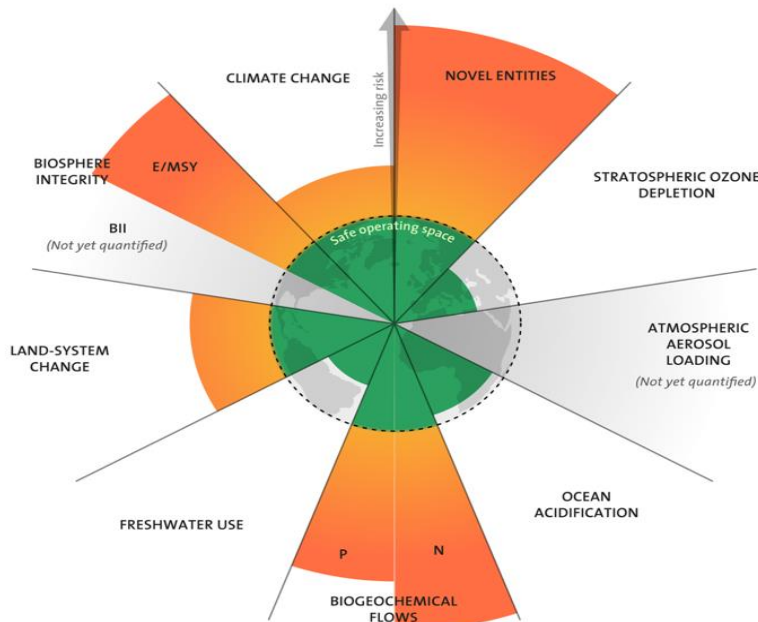 CLIMATE CHANGE
Increasing risk
NOVEL ENTITIES
STRATOSPHERIC OZONE
DEPLETION
BIOSPHERE
INTEGRITY
E/MSY
BII
(Not yet quantified)
Safe operating space
LAND-SYSTEM
CHANGE
ATMOSPHERIC
AEROSOL
LOADING
(Not yet quantified)
FRESHWATER USE
OCEAN
ACIDIFICATION
P
N
BIOGEOCHEMICAL
FLOWS